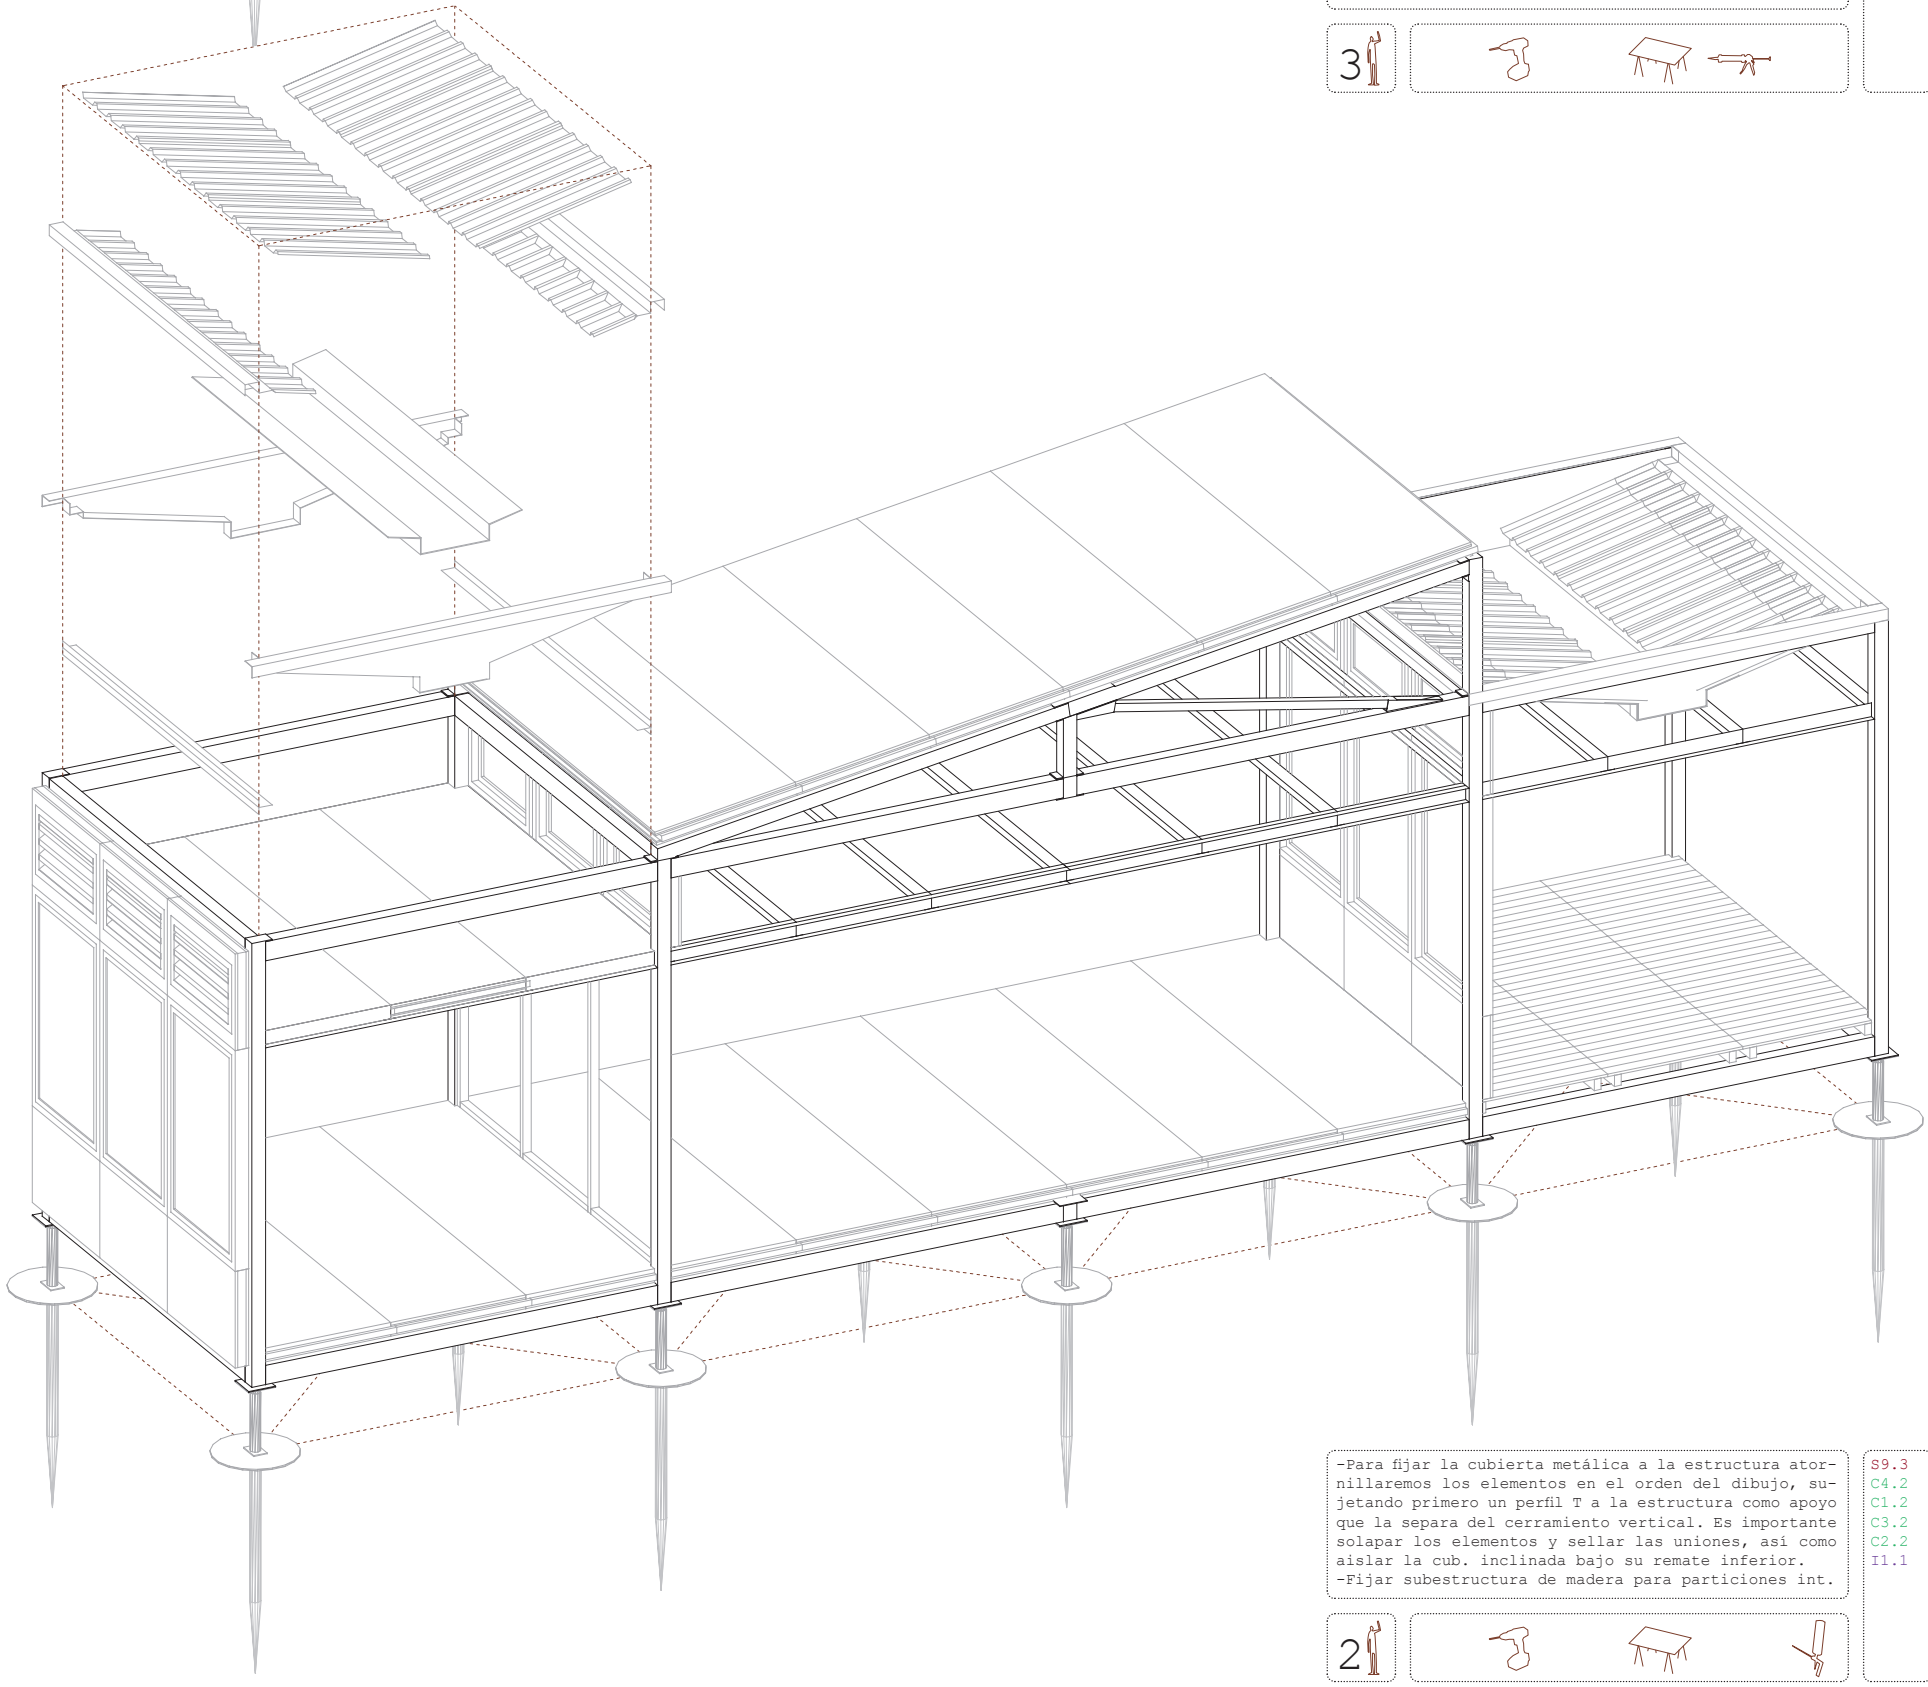 3
-Para fijar la cubierta metálica a la estructura ator-
nillaremos los elementos en el orden del dibujo, su-
jetando primero un perfil T a la estructura como apoyo
que la separa del cerramiento vertical. Es importante
solapar los elementos y sellar las uniones, así como
aislar la cub. inclinada bajo su remate inferior.
-Fijar subestructura de madera para particiones int.
S9.3
C4.2
C1.2
C3.2
C2.2
I1.1
2